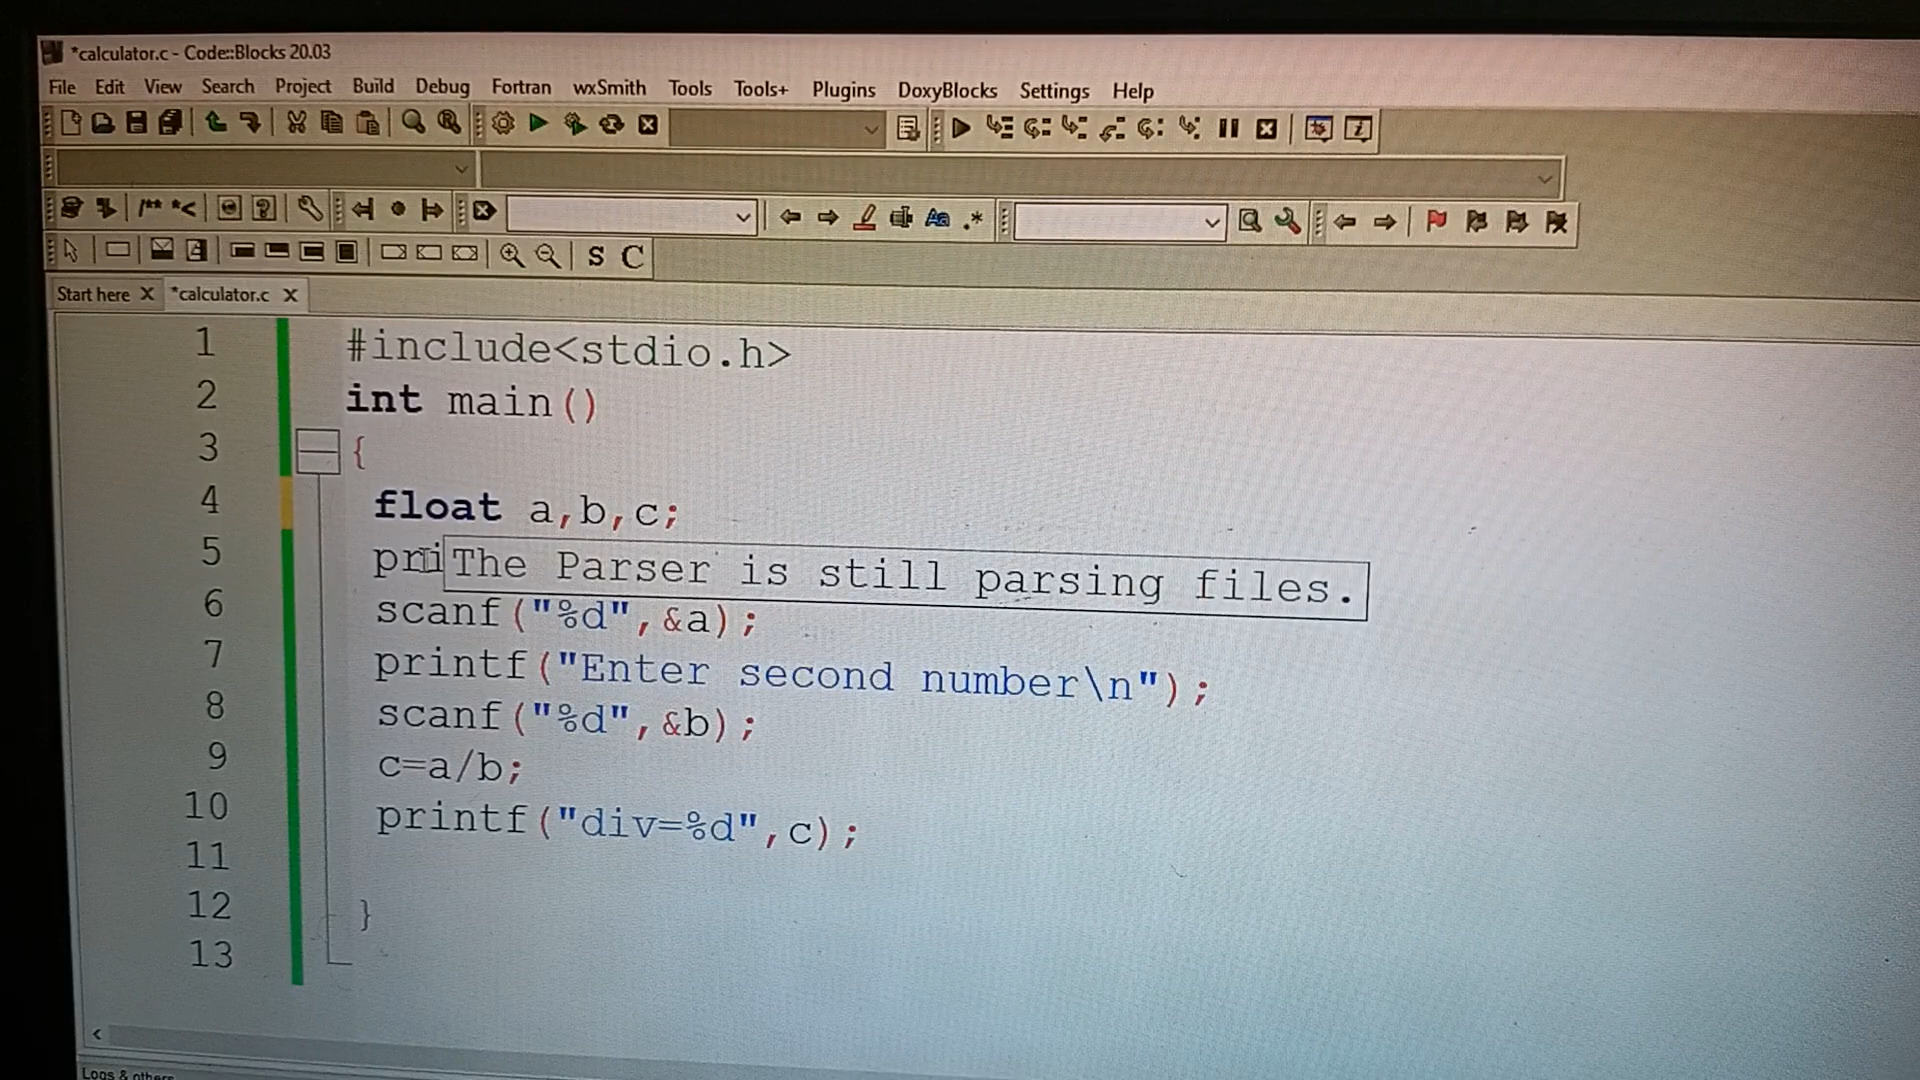 *calculator.c - Code::Blocks 20.03
File Edit View Search Project Build Debug Fortran wxSmith Tools Tools+ Plugins DoxyBlocks Settings Help
/** *<
S C
Start here X *calculator.c X
1 #include<stdio.h>
2 int main()
3 {
4 float a,b,c;
5 pri The Parser is still parsing files.
6 scanf("%d",&a);
7 printf("Enter second number\n");
8 scanf("%d",&b);
9 c=a/b;
10 printf("div=%d",c);
11
12 }
13
Logs & others